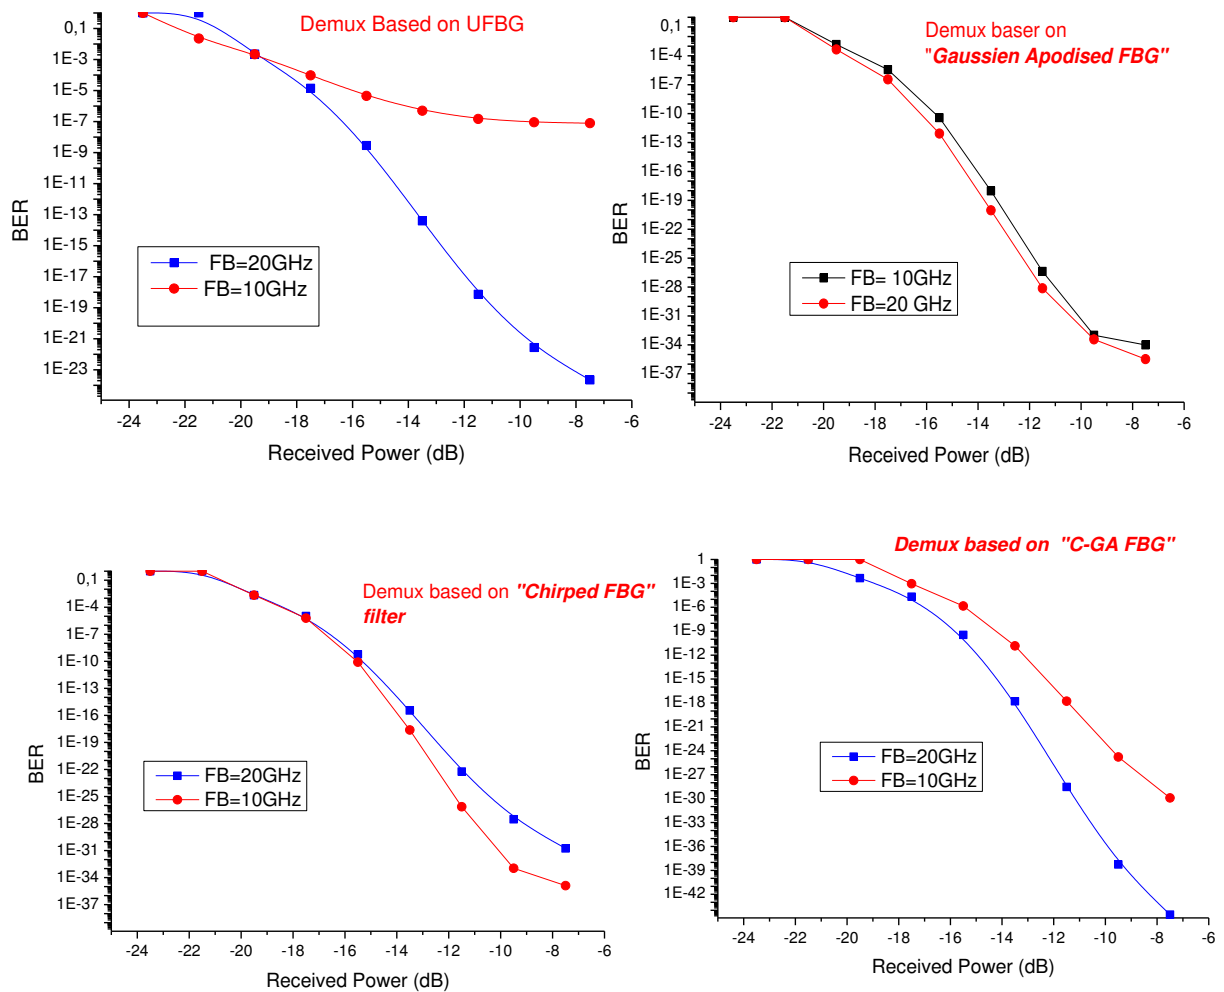 Demux Based on UFBG
0,1
1E-3
1E-5
1E-7
1E-9
1E-11
1E-13
1E-15
1E-17
1E-19
1E-21
1E-23
BER
FB=20GHz
FB=10GHz
-24 -22 -20 -18 -16 -14 -12 -10 -8 -6
Received Power (dB)
Demux baser on
"Gaussien Apodised FBG"
0,1
1E-4
1E-7
1E-10
1E-13
1E-16
1E-19
1E-22
1E-25
1E-28
1E-31
1E-34
1E-37
BER
FB= 10GHz
FB=20 GHz
-24 -22 -20 -18 -16 -14 -12 -10 -8 -6
Received Power (dB)
Demux based on "Chirped FBG"
filter
0,1
1E-4
1E-7
1E-10
1E-13
1E-16
1E-19
1E-22
1E-25
1E-28
1E-31
1E-34
1E-37
BER
FB=20GHz
FB=10GHz
-24 -22 -20 -18 -16 -14 -12 -10 -8 -6
Received Power (dB)
Demux based on "C-GA FBG"
1
1E-3
1E-6
1E-9
1E-12
1E-15
1E-18
1E-21
1E-24
1E-27
1E-30
1E-33
1E-36
1E-39
1E-42
BER
FB=20GHz
FB=10GHz
-24 -22 -20 -18 -16 -14 -12 -10 -8 -6
Received Power (dB)